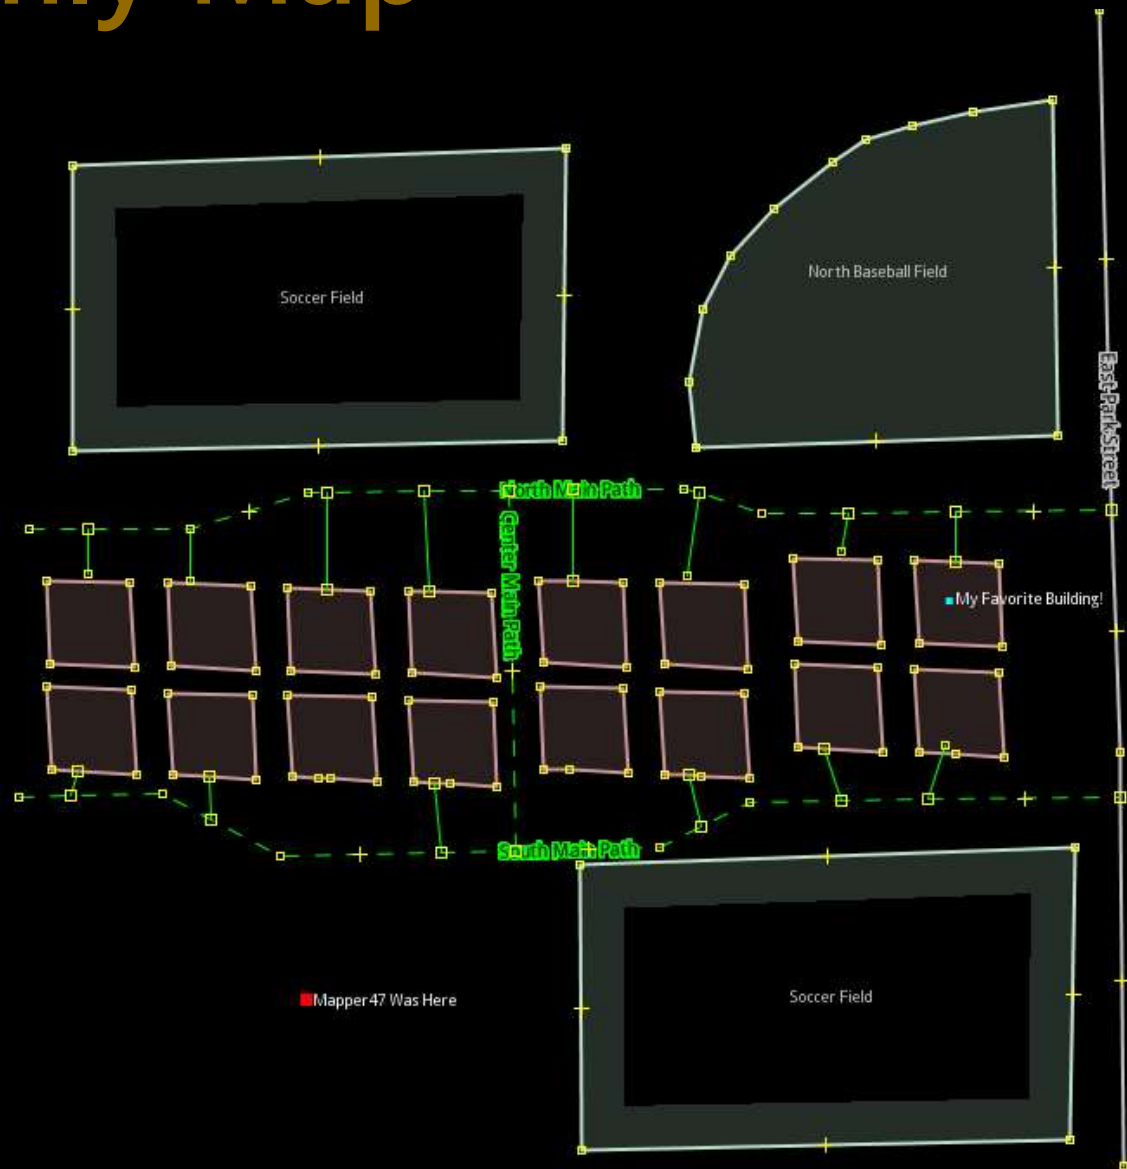 Map
North Baseball Field
Soccer Field
East Park Street
North Main Path
Center Main Path
My Favorite Building!
South Main Path
Soccer Field
Mapper47 Was Here